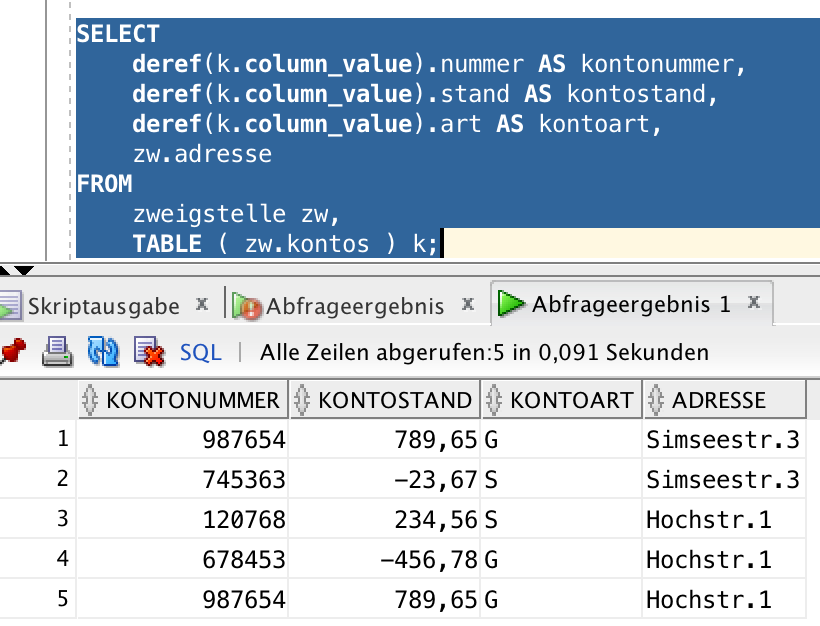 SELECT
deref(k.column_value).nummer AS kontonummer,
deref(k.column_value).stand AS kontostand,
deref(k.column_value).art AS kontoart,
zw.adresse
FROM
zweigstelle zw,
TABLE ( zw.kontos ) k;
Skriptausgabe x Abfrageergebnis x Abfrageergebnis 1 x
SQL | Alle Zeilen abgerufen:5 in 0,091 Sekunden
KONTONUMMER KONTOSTAND KONTOART ADRESSE
1 987654 789,65 G Simseestr.3
2 745363 -23,67 S Simseestr.3
3 120768 234,56 S Hochstr.1
4 678453 -456,78 G Hochstr.1
5 987654 789,65 G Hochstr.1